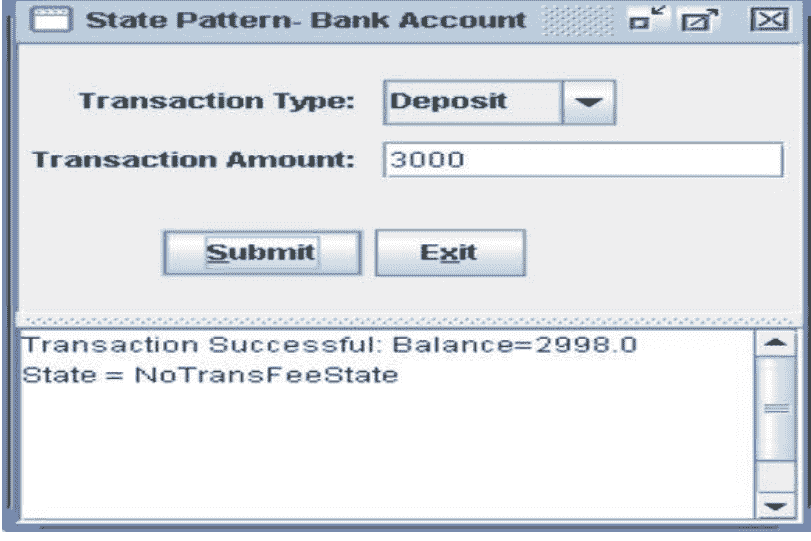 State Pattern- Bank Account
Transaction Type: Deposit
Transaction Amount: 3000
Submit Exit
Transaction Successful: Balance=2998.0
State = NoTransFeeState